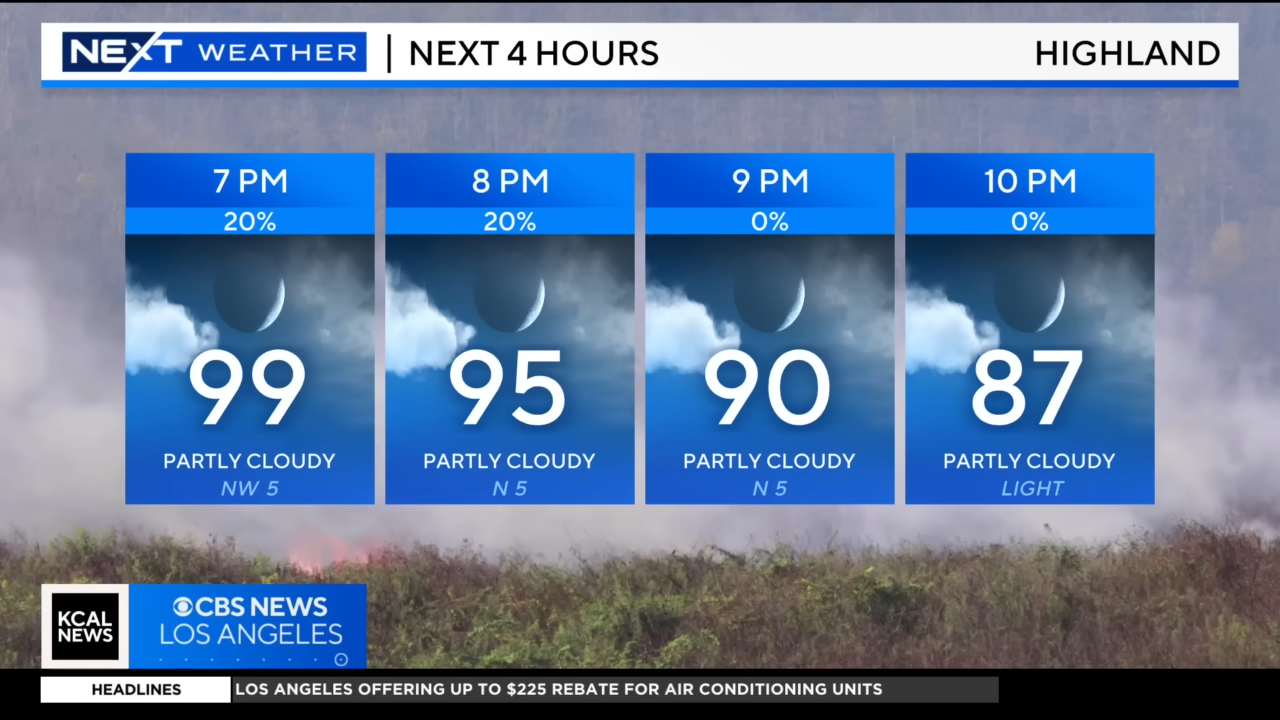 NEXT WEATHER | NEXT 4 HOURS HIGHLAND
7 PM 8 PM 9 PM 10 PM
20% 20% 0% 0%
99 95 90 87
PARTLY CLOUDY PARTLY CLOUDY PARTLY CLOUDY PARTLY CLOUDY
NW 5 N 5 N 5 LIGHT
KCAL NEWS
CBS NEWS
LOS ANGELES
HEADLINES LOS ANGELES OFFERING UP TO $225 REBATE FOR AIR CONDITIONING UNITS